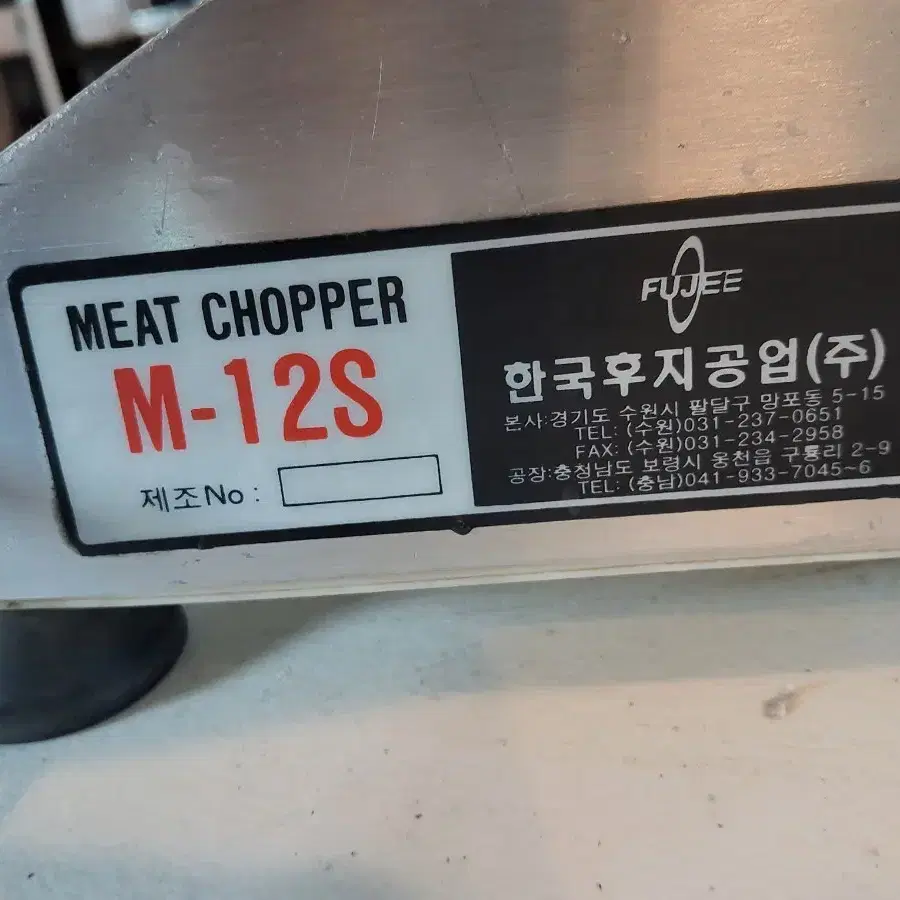 MEAT CHOPPER
M-12S
제조No :
FUJEE
한국후지공업(주)
본사:경기도 수원시 팔달구 망포동 5-15
TEL: (수원)031-237-0651
FAX: (수원)031-234-2958
공장:충청남도 보령시 웅천읍 구룡리 2-9
TEL: (충남)041-933-7045~6